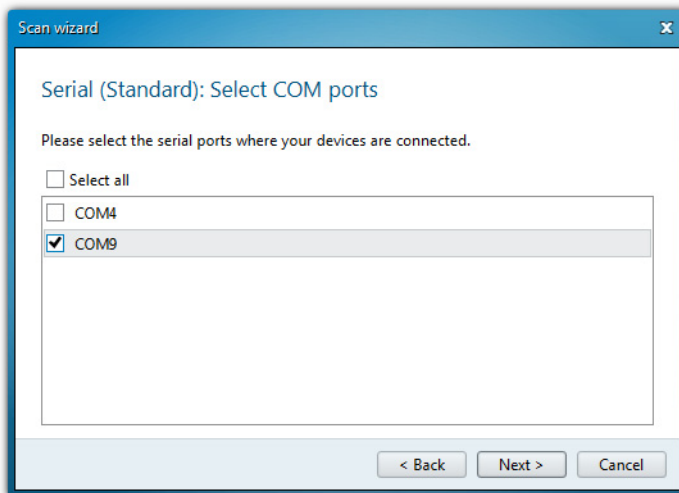 Scan wizard
Serial (Standard): Select COM ports
Please select the serial ports where your devices are connected.
Select all
COM4
COM9
< Back Next > Cancel